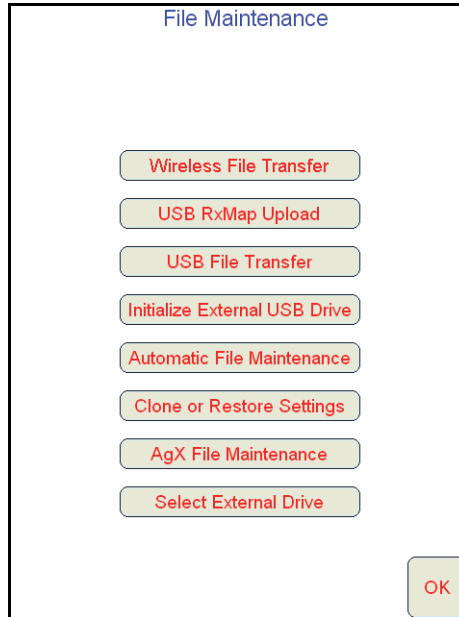 File Maintenance
Wireless File Transfer
USB RxMap Upload
USB File Transfer
Initialize External USB Drive
Automatic File Maintenance
Clone or Restore Settings
AgX File Maintenance
Select External Drive
OK